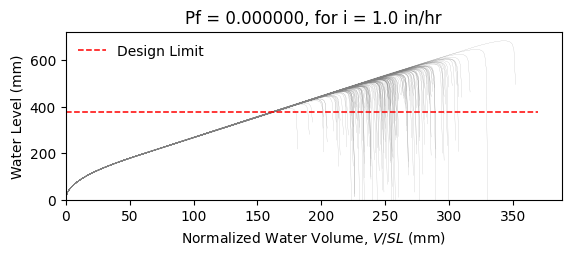 Pf = 0.000000, for i = 1.0 in/hr
Design Limit
Water Level (mm)
600
400
200
0
0 50 100 150 200 250 300 350
Normalized Water Volume, V/SL (mm)